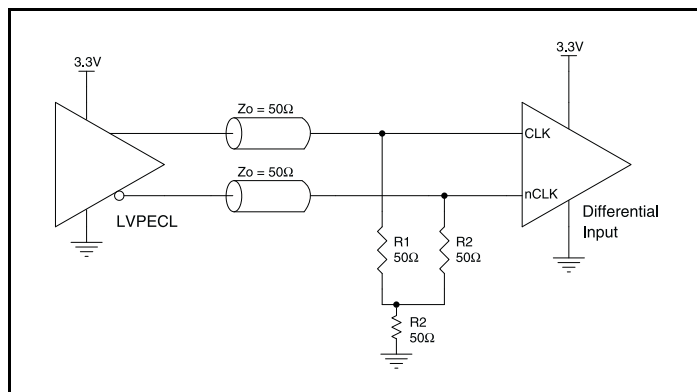 3.3V
3.3V
Zo = 50Ω
CLK
Zo = 50Ω
nCLK
LVPECL
Differential
Input
R1
50Ω
R2
50Ω
R2
50Ω